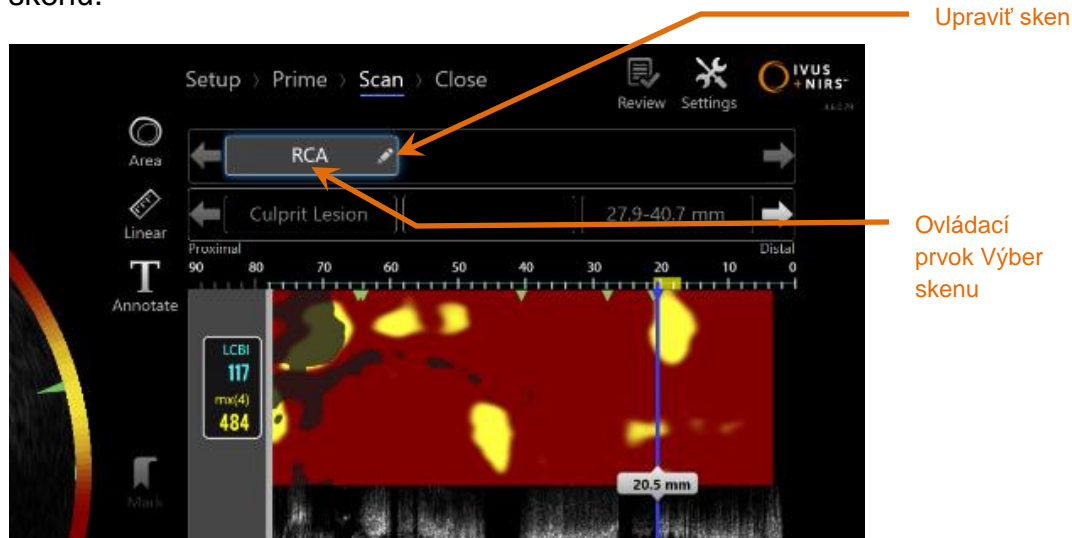 skenu.
Upraviť sken
Setup > Prime > Scan > Close
Review
Settings
IVUS
+NIRS
Area
RCA
Linear
Culprit Lesion
27.9-40.7 mm
Ovládací
prvok Výber
skenu
Proximal
Distal
90 80 70 60 50 40 30 20 10 0
Annotate
LCBI
117
mx(4)
484
Mark
20.5 mm